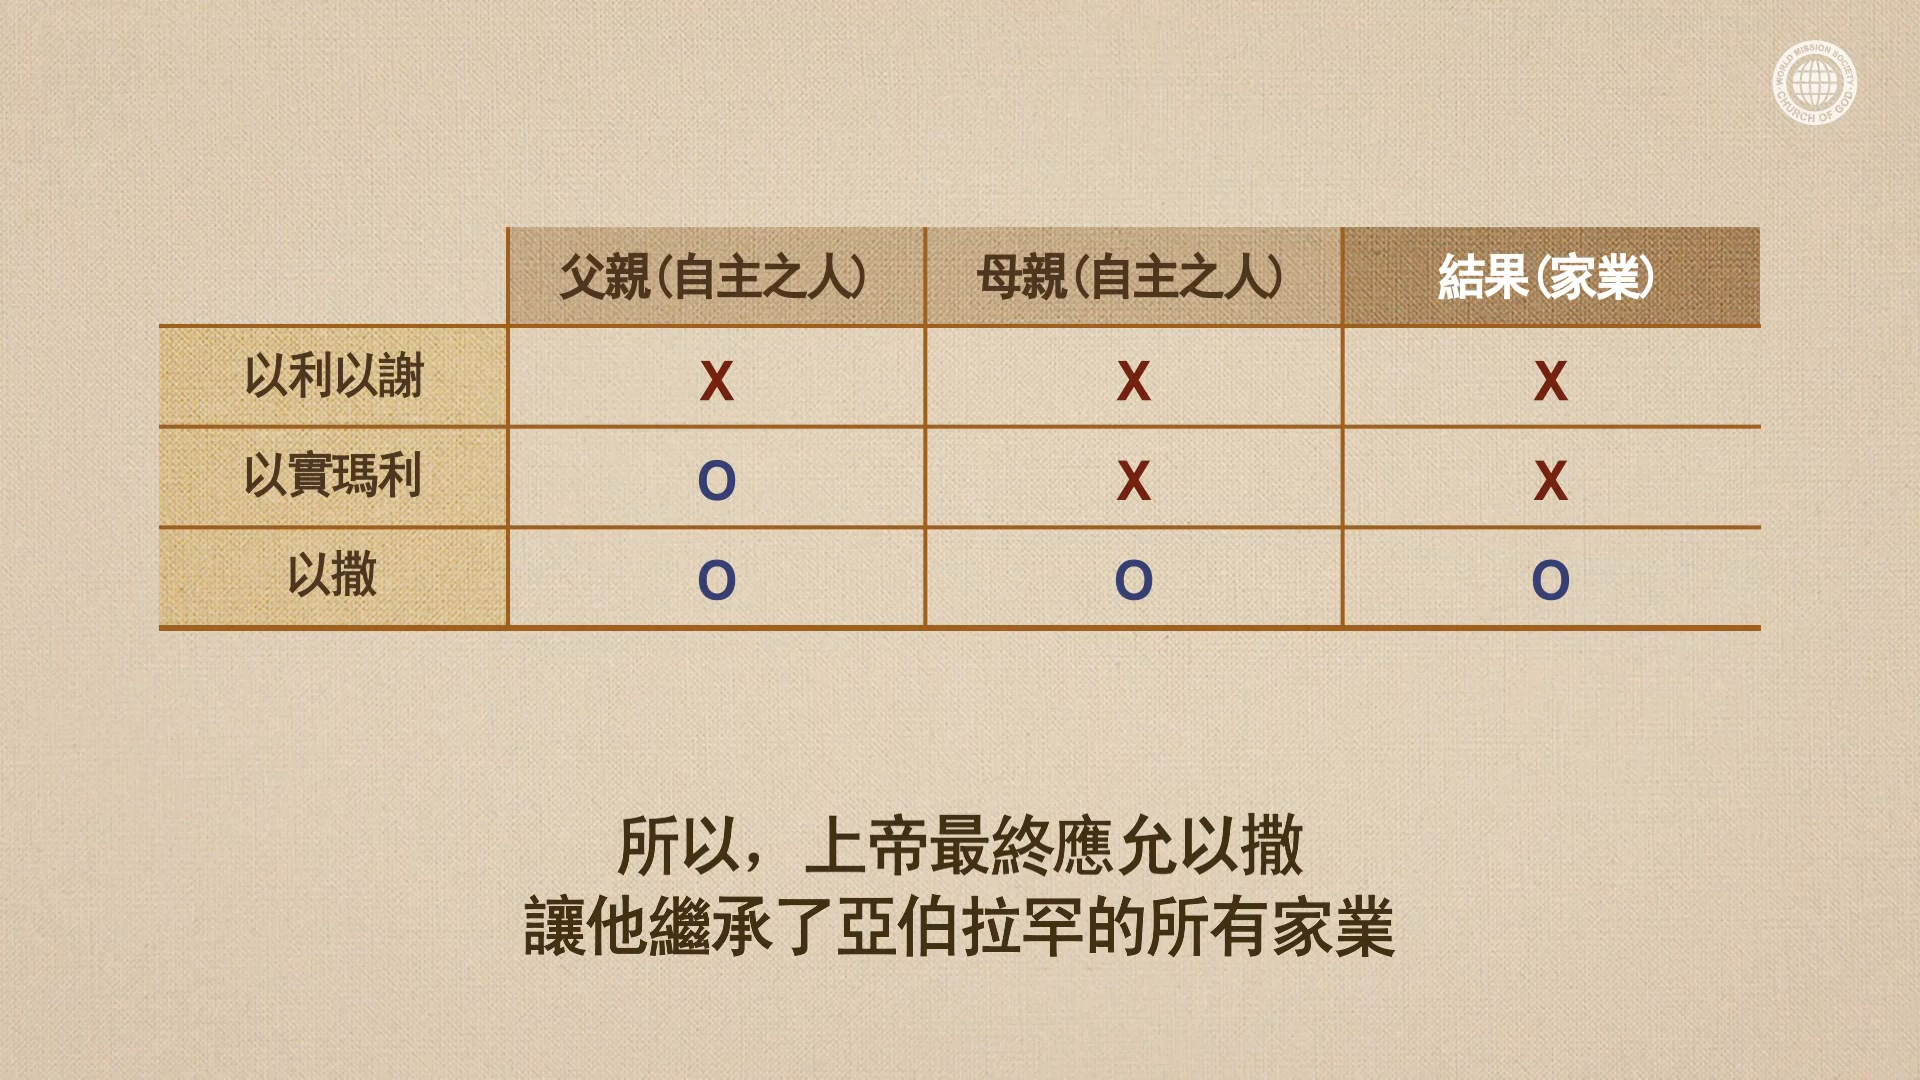 WORLD MISSION SOCIETY
CHURCH OF GOD
父親(自主之人) 母親(自主之人) 結果(家業)
以利以謝 X X X
以實瑪利 O X X
以撒 O O O
所以，上帝最終應允以撒
讓他繼承了亞伯拉罕的所有家業